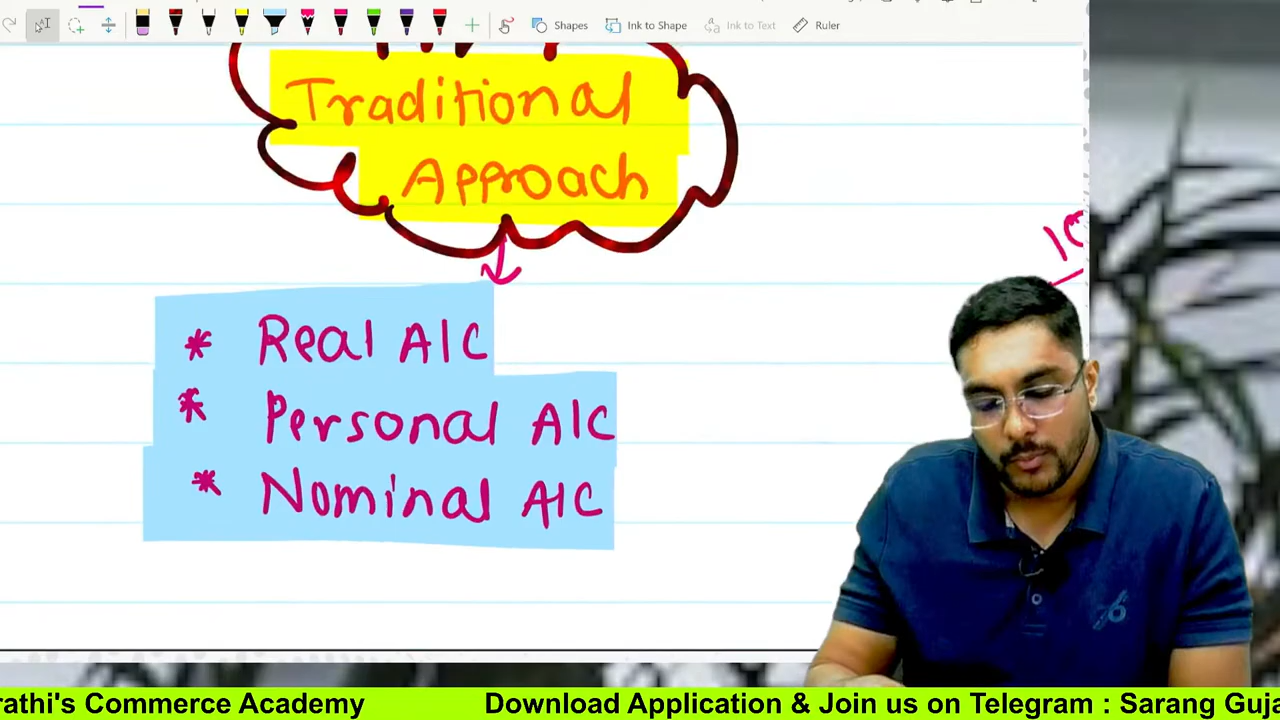 Shapes Ink to Shape Ink to Text Ruler
Traditional
Approach
* Real A/C
* Personal A/C
* Nominal A/C
rathi's Commerce Academy Download Application & Join us on Telegram : Sarang Guja